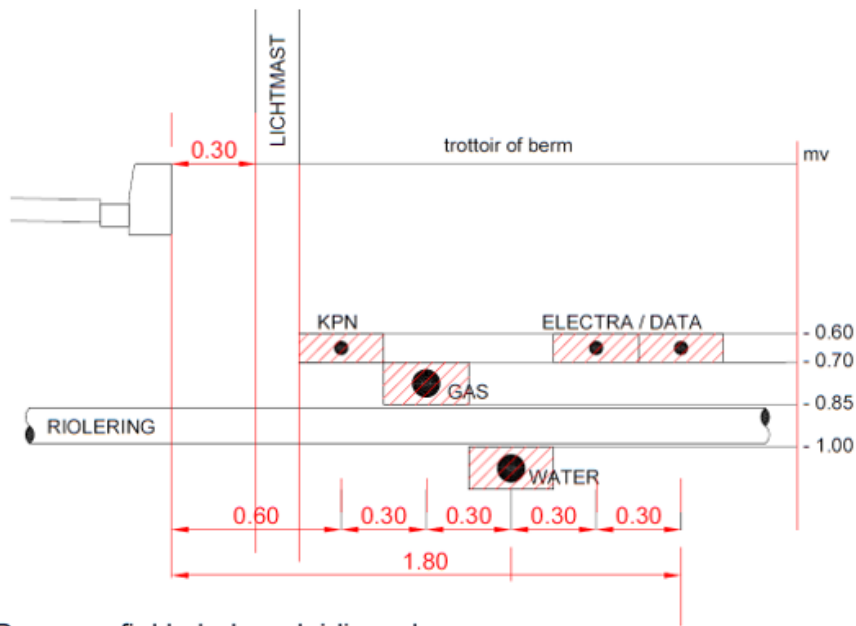 LICHTMAST
0.30
trottoir of berm
mv
KPN
ELECTRA / DATA
- 0.60
- 0.70
GAS
- 0.85
RIOLERING
- 1.00
WATER
0.60
0.30
0.30
0.30
0.30
1.80